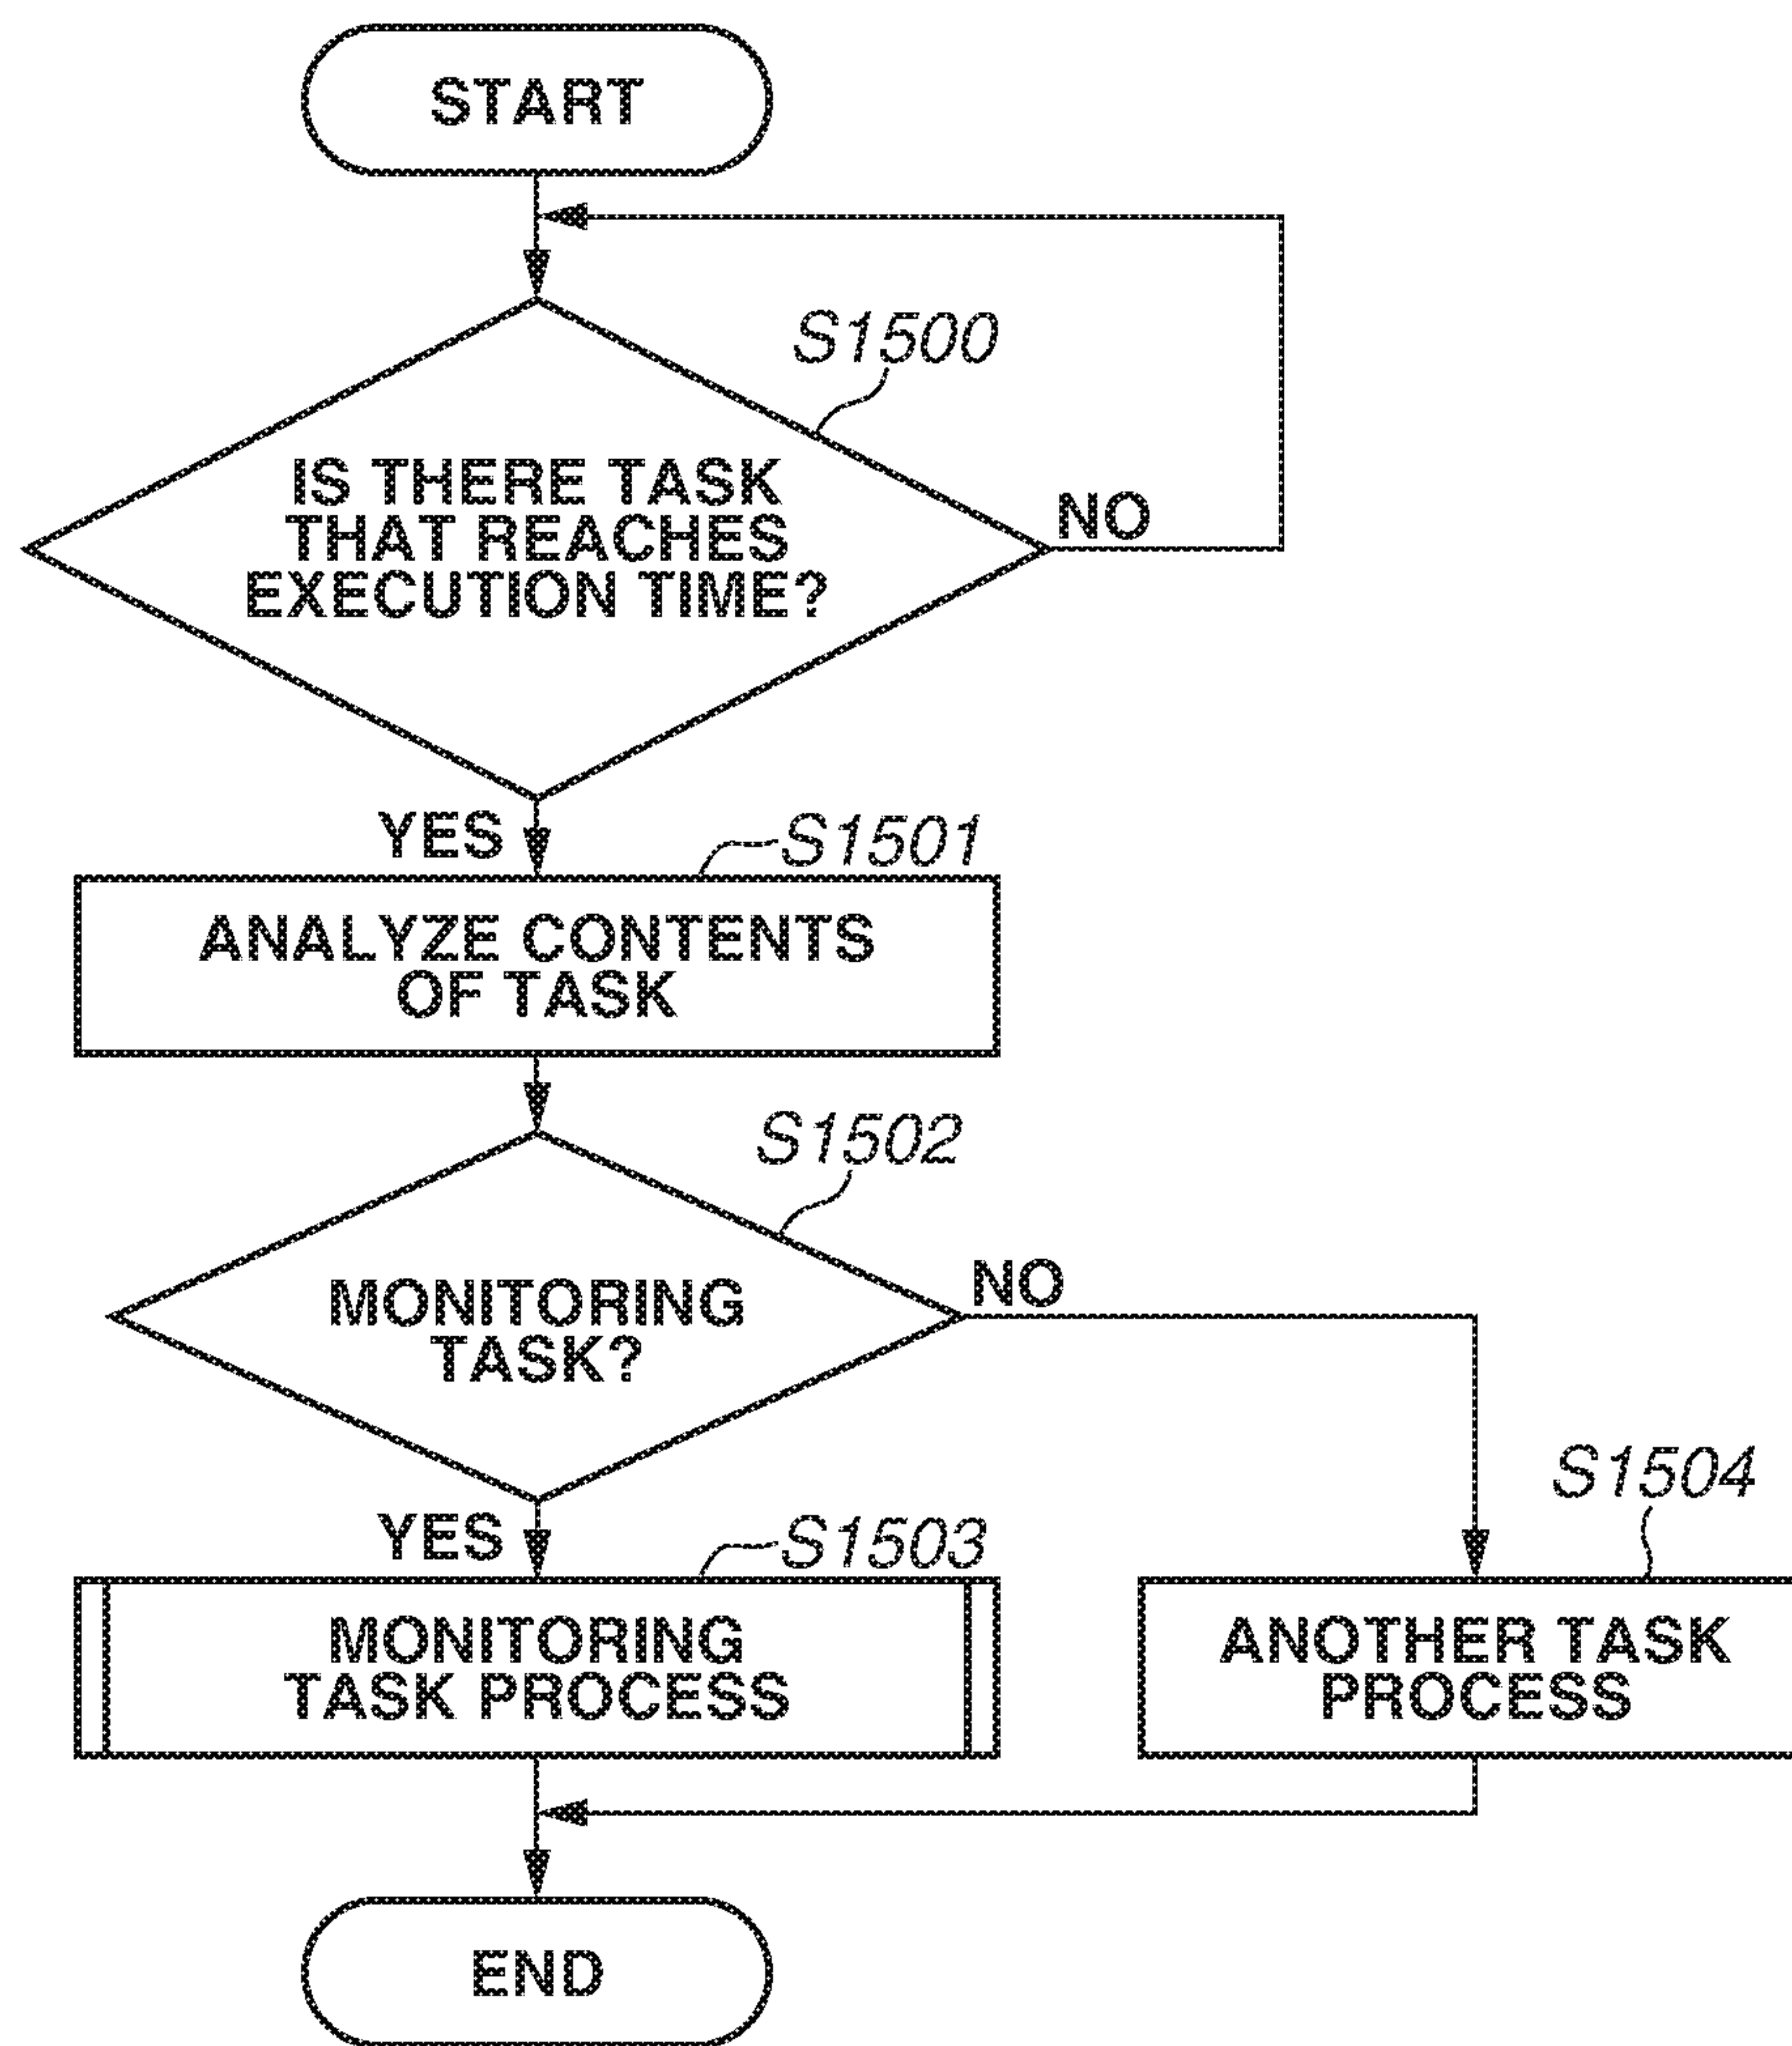 START
S1500
IS THERE TASK
THAT REACHES
EXECUTION TIME?
NO
YES
S1501
ANALYZE CONTENTS
OF TASK
S1502
MONITORING
TASK?
NO
YES
S1503
MONITORING
TASK PROCESS
S1504
ANOTHER TASK
PROCESS
END